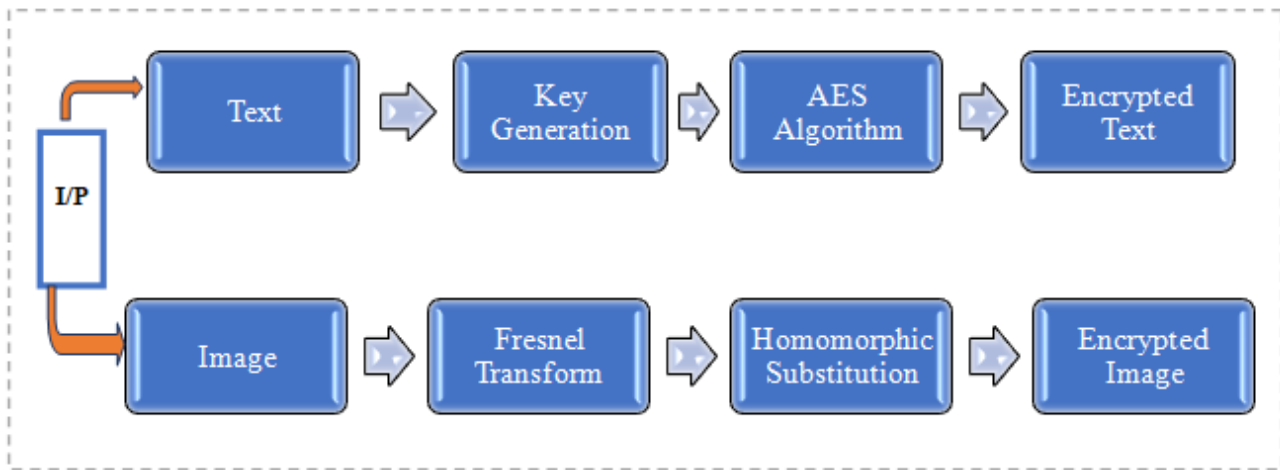 Text
Key
Generation
AES
Algorithm
Encrypted
Text
I/P
Image
Fresnel
Transform
Homomorphic
Substitution
Encrypted
Image